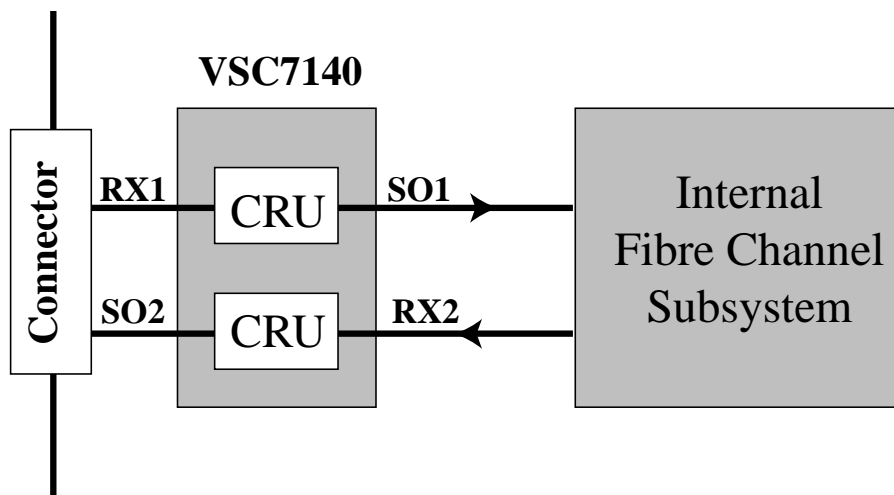 VSC7140
Connector
RX1
CRU
SO1
SO2
CRU
RX2
Internal
Fibre Channel
Subsystem